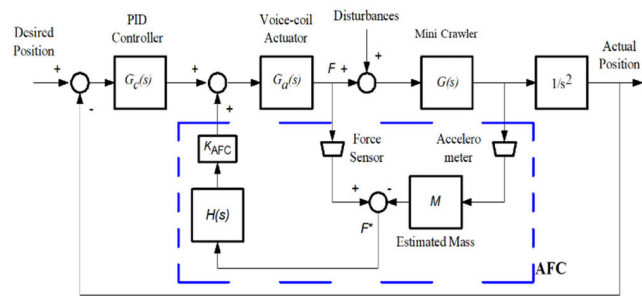 Desired
Position
PID
Controller
Voice-coil
Actuator
Disturbances
Mini Crawler
Actual
Position
+
-
Gc(s)
+
+
Ga(s)
F +
+
G(s)
1/s²
KAFC
Force
Sensor
Accelero
meter
H(s)
+
-
M
F*
Estimated Mass
AFC